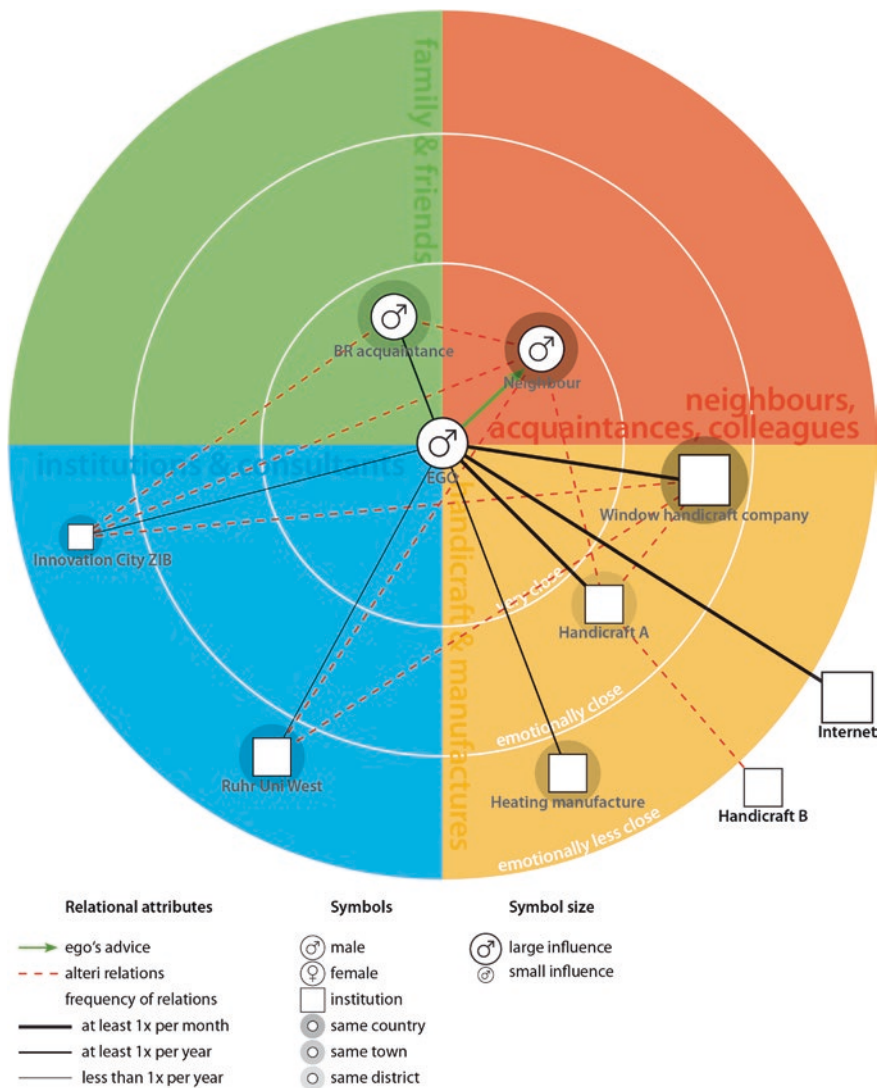 family & friends
BR acquaintance
Neighbour
neighbours,
acquaintances, colleagues
institutions & consultants
EGO
handicraft & manufactures
Window handicraft company
Innovation City ZIB
very close
Handicraft A
emotionally close
Internet
Ruhr Uni West
Heating manufacture
Handicraft B
emotionally less close
Relational attributes
ego's advice
alteri relations
frequency of relations
at least 1x per month
at least 1x per year
less than 1x per year
Symbols
male
female
institution
same country
same town
same district
Symbol size
large influence
small influence